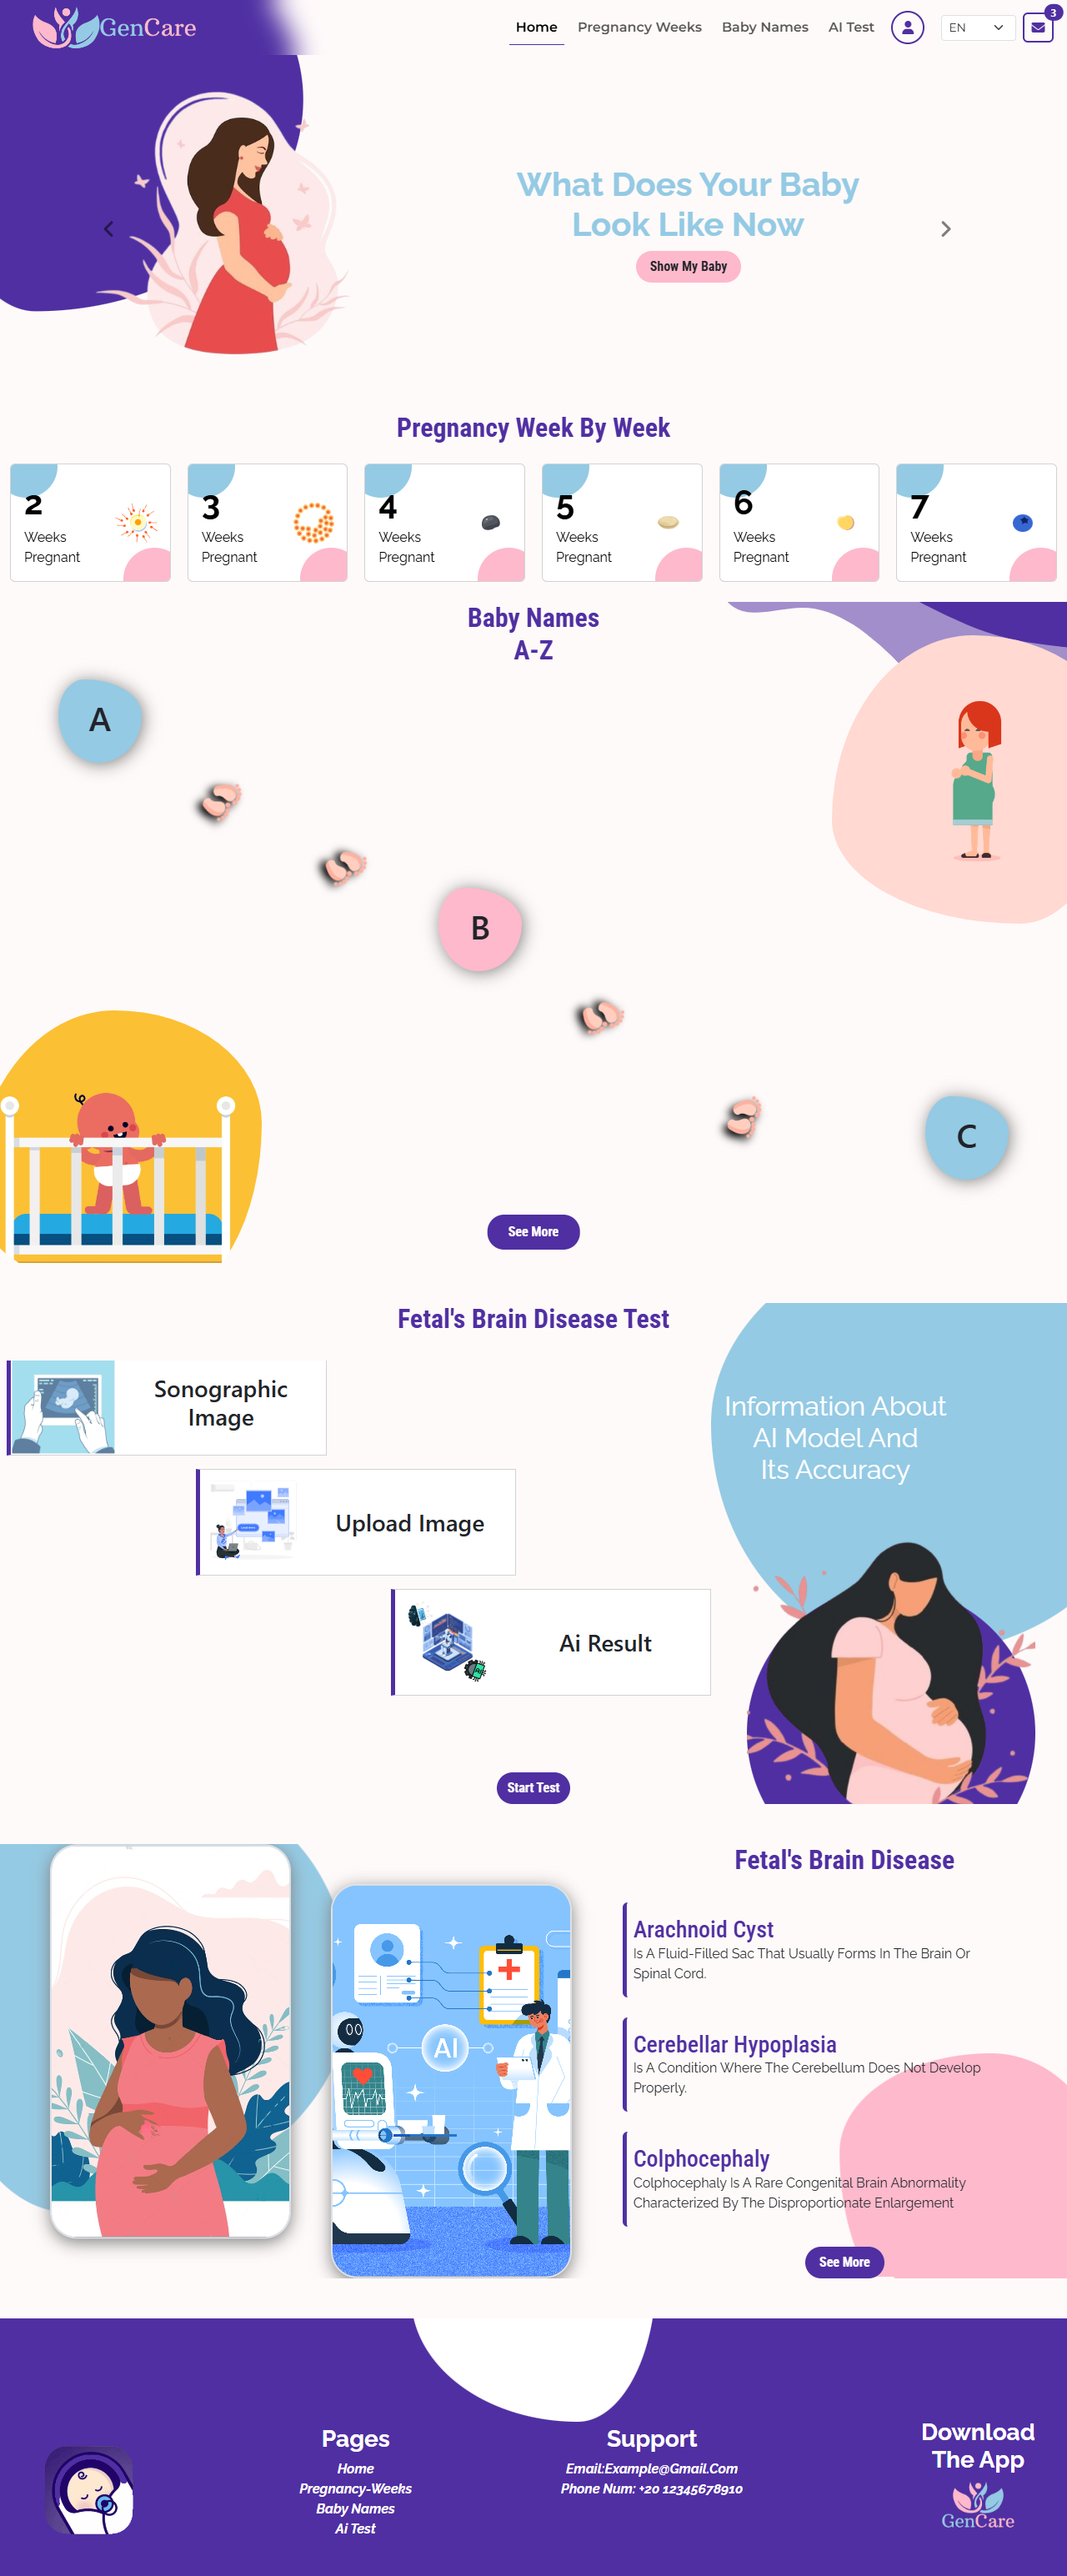 GenCare
Home
Pregnancy Weeks
Baby Names
AI Test
EN
3
What Does Your Baby
Look Like Now
Show My Baby
Pregnancy Week By Week
2
Weeks
Pregnant
3
Weeks
Pregnant
4
Weeks
Pregnant
5
Weeks
Pregnant
6
Weeks
Pregnant
7
Weeks
Pregnant
Baby Names
A-Z
A
B
C
See More
Fetal's Brain Disease Test
Sonographic
Image
Upload Image
Ai Result
Information About
AI Model And
Its Accuracy
Start Test
AI
Fetal's Brain Disease
Arachnoid Cyst
Is A Fluid-Filled Sac That Usually Forms In The Brain Or
Spinal Cord.
Cerebellar Hypoplasia
Is A Condition Where The Cerebellum Does Not Develop
Properly.
Colphocephaly
Colphocephaly Is A Rare Congenital Brain Abnormality
Characterized By The Disproportionate Enlargement
See More
Pages
Home
Pregnancy-Weeks
Baby Names
Ai Test
Support
Email:Example@Gmail.Com
Phone Num: +20 12345678910
Download
The App
GenCare